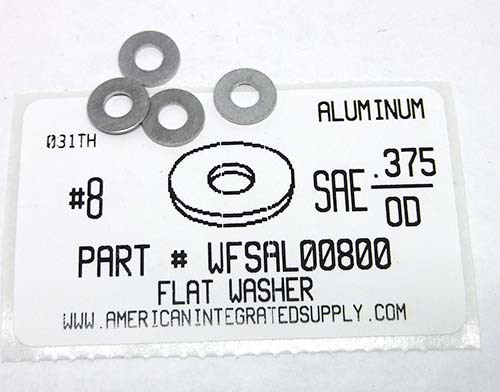 ALUMINUM
031TH
#8
SAE .375
OD
PART # WFSAL00800
FLAT WASHER
WWW.AMERICANINTEGRATEDSUPPLY.COM